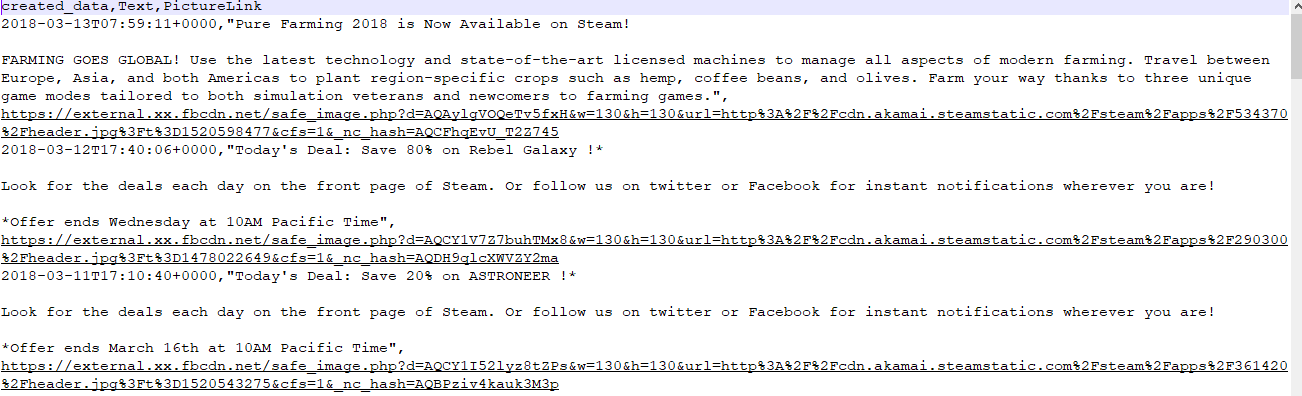 created_data,Text,PictureLink
2018-03-13T07:59:11+0000,"Pure Farming 2018 is Now Available on Steam!
FARMING GOES GLOBAL! Use the latest technology and state-of-the-art licensed machines to manage all aspects of modern farming. Travel between
Europe, Asia, and both Americas to plant region-specific crops such as hemp, coffee beans, and olives. Farm your way thanks to three unique
game modes tailored to both simulation veterans and newcomers to farming games.",
https://external.xx.fbcdn.net/safe_image.php?d=AQAylgVOQeTv5fxH&w=130&h=130&url=http%3A%2F%2Fcdn.akamai.steamstatic.com%2Fsteam%2Fapps%2F534370
%2Fheader.jpg%3Ft%3D1520598477&cfs=1&_nc_hash=AQCFhqEvU_T2Z745
2018-03-12T17:40:06+0000,"Today's Deal: Save 80% on Rebel Galaxy !*
Look for the deals each day on the front page of Steam. Or follow us on twitter or Facebook for instant notifications wherever you are!
*Offer ends Wednesday at 10AM Pacific Time",
https://external.xx.fbcdn.net/safe_image.php?d=AQCY1V7Z7buhTMx8&w=130&h=130&url=http%3A%2F%2Fcdn.akamai.steamstatic.com%2Fsteam%2Fapps%2F290300
%2Fheader.jpg%3Ft%3D1478022649&cfs=1&_nc_hash=AQDH9qlcXWVZY2ma
2018-03-11T17:10:40+0000,"Today's Deal: Save 20% on ASTRONEER !*
Look for the deals each day on the front page of Steam. Or follow us on twitter or Facebook for instant notifications wherever you are!
*Offer ends March 16th at 10AM Pacific Time",
https://external.xx.fbcdn.net/safe_image.php?d=AQCY1I52lyz8tZPs&w=130&h=130&url=http%3A%2F%2Fcdn.akamai.steamstatic.com%2Fsteam%2Fapps%2F361420
%2Fheader.jpg%3Ft%3D1520543275&cfs=1&_nc_hash=AQBPziv4kauk3M3p